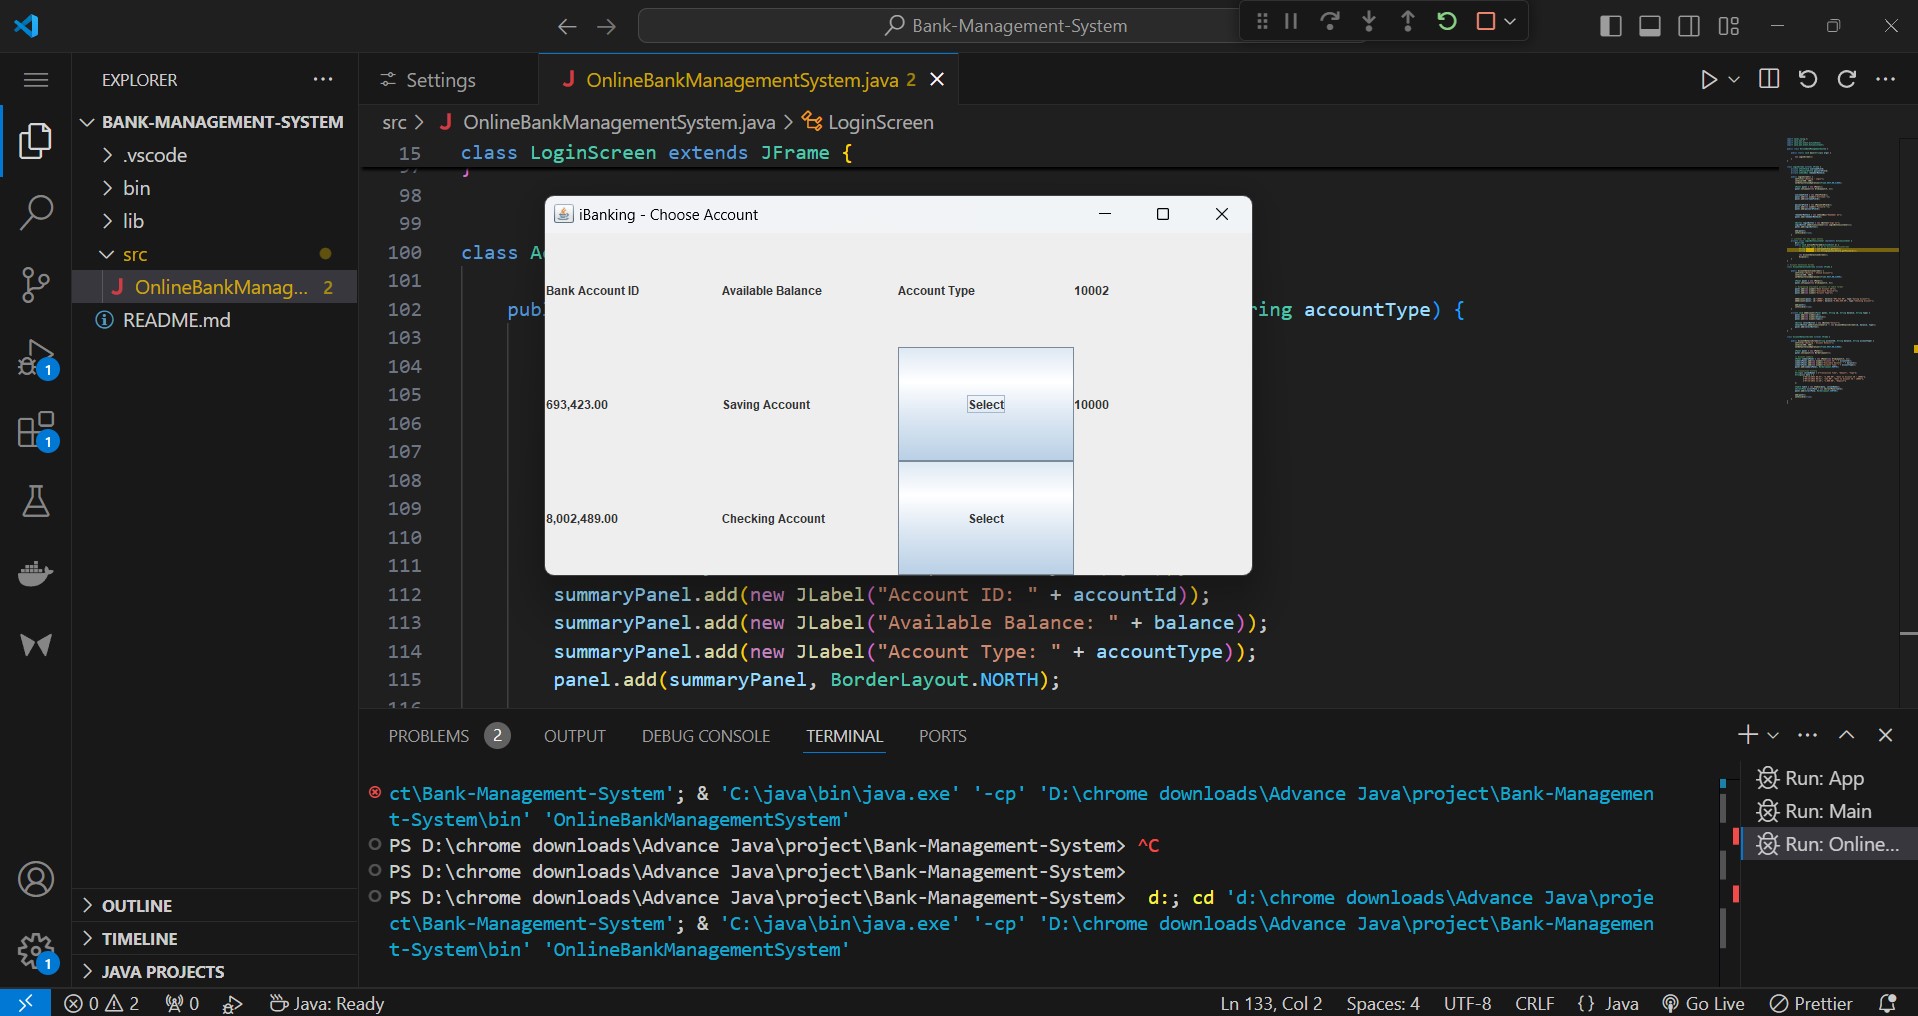 Bank-Management-System
EXPLORER
Settings
OnlineBankManagementSystem.java 2
BANK-MANAGEMENT-SYSTEM
.vscode
bin
lib
src
OnlineBankManag... 2
README.md
src > OnlineBankManagementSystem.java > LoginScreen
15 class LoginScreen extends JFrame {
97 }
98
99
100 class A
101
102 pub ring accountType) {
103
104
105
106
107
108
109
110
111
112 summaryPanel.add(new JLabel("Account ID: " + accountId));
113 summaryPanel.add(new JLabel("Available Balance: " + balance));
114 summaryPanel.add(new JLabel("Account Type: " + accountType));
115 panel.add(summaryPanel, BorderLayout.NORTH);
116
iBanking - Choose Account
Bank Account ID Available Balance Account Type 10002
693,423.00 Saving Account Select 10000
8,002,489.00 Checking Account Select
PROBLEMS 2 OUTPUT DEBUG CONSOLE TERMINAL PORTS
ct\Bank-Management-System'; & 'C:\java\bin\java.exe' '-cp' 'D:\chrome downloads\Advance Java\project\Bank-Managemen
t-System\bin' 'OnlineBankManagementSystem'
PS D:\chrome downloads\Advance Java\project\Bank-Management-System> ^C
PS D:\chrome downloads\Advance Java\project\Bank-Management-System>
PS D:\chrome downloads\Advance Java\project\Bank-Management-System> d:; cd 'd:\chrome downloads\Advance Java\proje
ct\Bank-Management-System'; & 'C:\java\bin\java.exe' '-cp' 'D:\chrome downloads\Advance Java\project\Bank-Managemen
t-System\bin' 'OnlineBankManagementSystem'
Run: App
Run: Main
Run: Online...
1
1
1
OUTLINE
TIMELINE
JAVA PROJECTS
0 2 0 Java: Ready
Ln 133, Col 2 Spaces: 4 UTF-8 CRLF {} Java Go Live Prettier